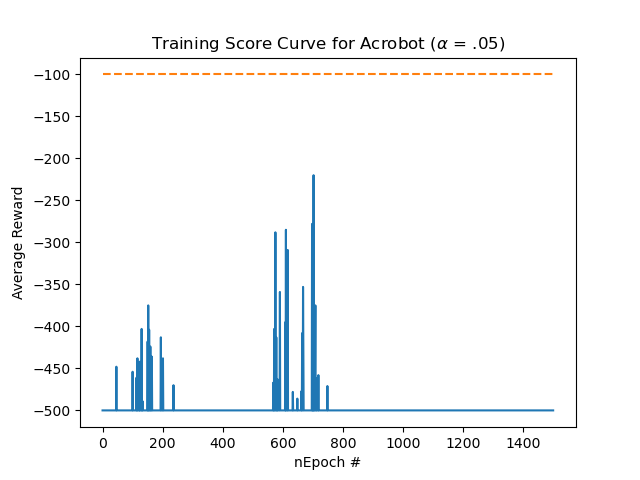 Training Score Curve for Acrobot (α = .05)
−100
−150
−200
−250
−300
−350
−400
−450
−500
Average Reward
0 200 400 600 800 1000 1200 1400
nEpoch #